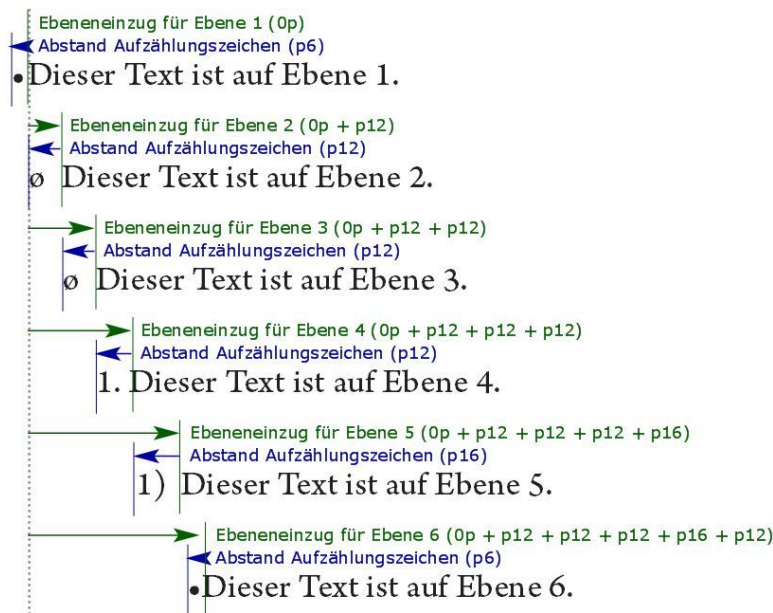 Ebeneneinzug für Ebene 1 (0p)
Abstand Aufzählungszeichen (p6)
•Dieser Text ist auf Ebene 1.
Ebeneneinzug für Ebene 2 (0p + p12)
Abstand Aufzählungszeichen (p12)
ø Dieser Text ist auf Ebene 2.
Ebeneneinzug für Ebene 3 (0p + p12 + p12)
Abstand Aufzählungszeichen (p12)
ø Dieser Text ist auf Ebene 3.
Ebeneneinzug für Ebene 4 (0p + p12 + p12 + p12)
Abstand Aufzählungszeichen (p12)
1. Dieser Text ist auf Ebene 4.
Ebeneneinzug für Ebene 5 (0p + p12 + p12 + p12 + p16)
Abstand Aufzählungszeichen (p16)
1) Dieser Text ist auf Ebene 5.
Ebeneneinzug für Ebene 6 (0p + p12 + p12 + p12 + p16 + p12)
Abstand Aufzählungszeichen (p6)
•Dieser Text ist auf Ebene 6.